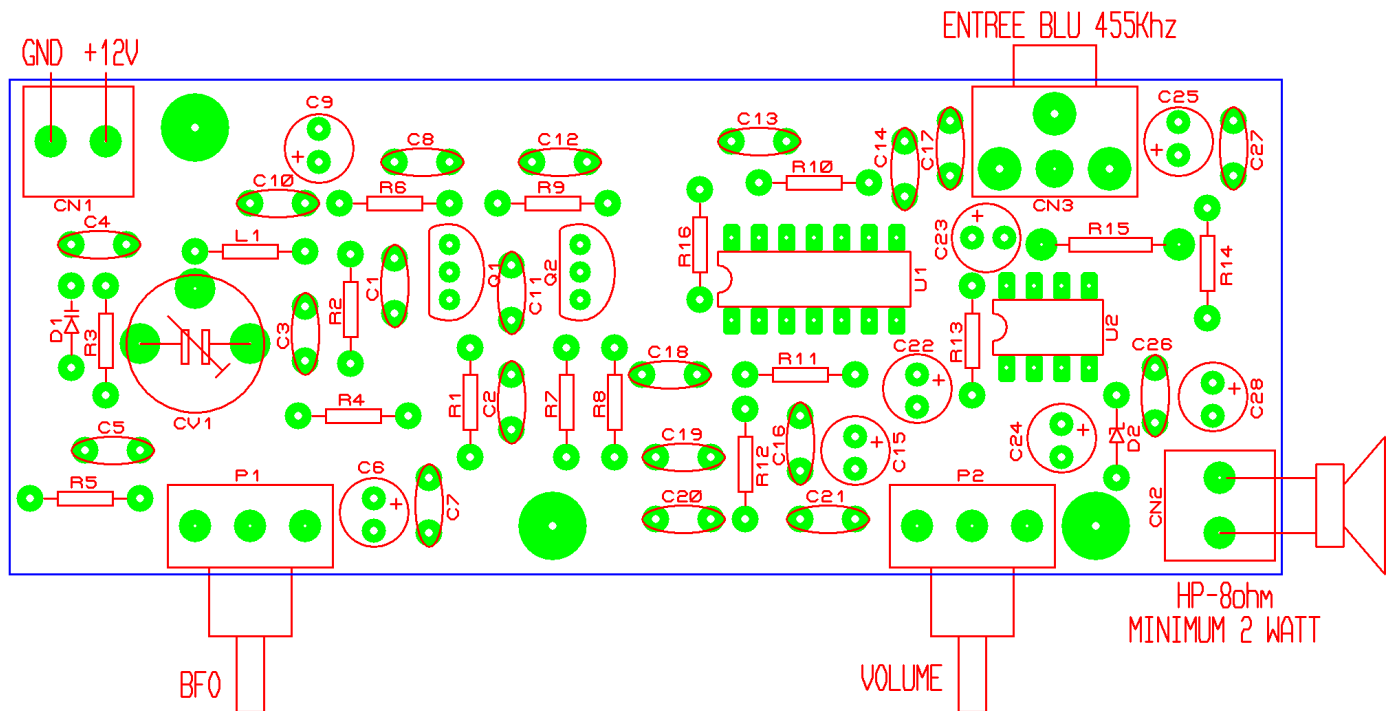 ENTREE BLU 455Khz
GND +12V
C9
C25
C8
C12
C13
C14
C17
C27
C10
R6
R9
R10
CN1
CN3
C4
L1
R16
C23
+
R15
R14
D1
R3
C3
R2
C1
Q1
C11
Q2
U1
R13
U2
CV1
R4
R1
C2
R7
R8
C18
R11
C22
+
C26
C28
+
C5
C19
R12
C16
C15
+
C24
+
D2
R5
P1
C6
+
C7
C20
C21
P2
CN2
+
+
HP-8ohm
MINIMUM 2 WATT
BFO
VOLUME